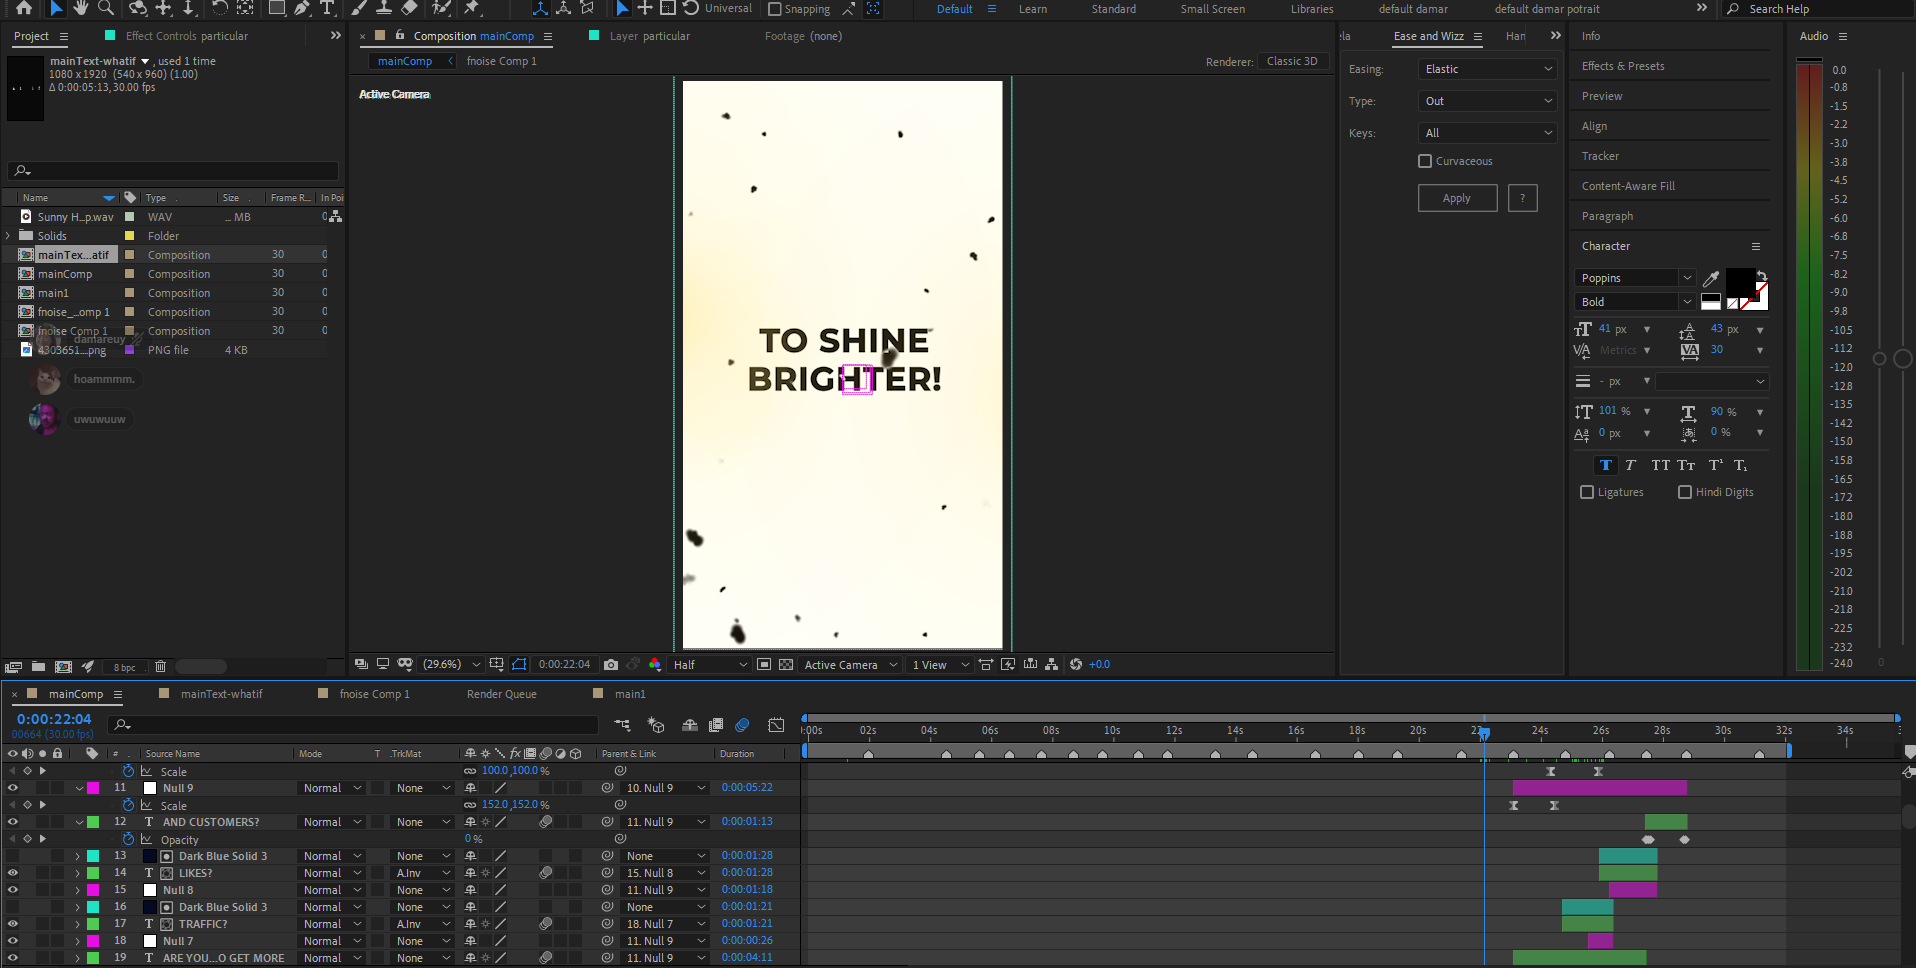 Universal
Snapping
Default
Learn
Standard
Small Screen
Libraries
default damar
default damar potrait
Search Help
Project
Effect Controls particular
Composition mainComp
Layer particular
Footage (none)
Ease and Wizz
Info
Audio
mainText-whatif , used 1 time
1080 x 1920 (540 x 960) (1.00)
Δ 0:00:05:13, 30.00 fps
mainComp
fnoise Comp 1
Renderer:
Classic 3D
Active Camera
Easing:
Elastic
Type:
Out
Keys:
All
Curvaceous
Apply
?
Effects & Presets
Preview
Align
Tracker
Content-Aware Fill
Paragraph
Character
Poppins
Bold
41 px
43 px
Metrics
30
- px
101 %
90 %
0 px
0 %
Ligatures
Hindi Digits
0.0
-0.8
-1.5
-2.2
-3.0
-3.8
-4.5
-5.2
-6.0
-6.8
-7.5
-8.2
-9.0
-9.8
-10.5
-11.2
-12.0
-12.8
-13.5
-14.2
-15.0
-15.8
-16.5
-17.2
-18.0
-18.8
-19.5
-20.2
-21.0
-21.8
-22.5
-23.2
-24.0
0
Name
Type
Size
Frame R...
In Poi
Sunny H...p.wav
WAV
... MB
Solids
Folder
mainTex...atif
Composition
30
mainComp
Composition
30
main1
Composition
30
fnoise_...omp 1
Composition
30
fnoise Comp 1
Composition
30
4303651....png
PNG file
4 KB
damareuy
hoammmm.
uwuwuuw
TO SHINE
BRIGHTER!
8 bpc
(29.6%)
0:00:22:04
Half
Active Camera
1 View
+0.0
mainComp
mainText-whatif
fnoise Comp 1
Render Queue
main1
0:00:22:04
00664 (30.00 fps)
# Source Name Mode T .TrkMat Parent & Link Duration
:00s 02s 04s 06s 08s 10s 12s 14s 16s 18s 20s 22s 24s 26s 28s 30s 32s 34s
Scale 100.0,100.0 %
11 Null 9 Normal None 10. Null 9 0:00:05:22
Scale 152.0,152.0 %
12 T AND CUSTOMERS? Normal None 11. Null 9 0:00:01:13
Opacity 0 %
13 Dark Blue Solid 3 Normal None None 0:00:01:28
14 T LIKES? Normal A.Inv 15. Null 8 0:00:01:28
15 Null 8 Normal None 11. Null 9 0:00:01:18
16 Dark Blue Solid 3 Normal None None 0:00:01:21
17 T TRAFFIC? Normal A.Inv 18. Null 7 0:00:01:21
18 Null 7 Normal None 11. Null 9 0:00:00:26
19 T ARE YOU...O GET MORE Normal None 11. Null 9 0:00:04:11